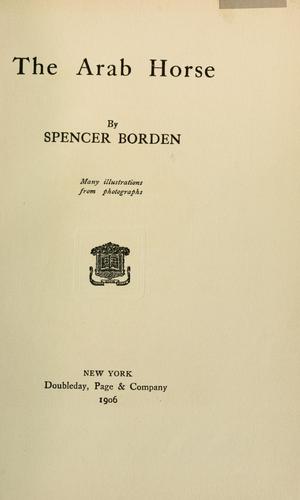 The Arab Horse
By
SPENCER BORDEN
Many illustrations
from photographs
NEW YORK
Doubleday, Page & Company
1906